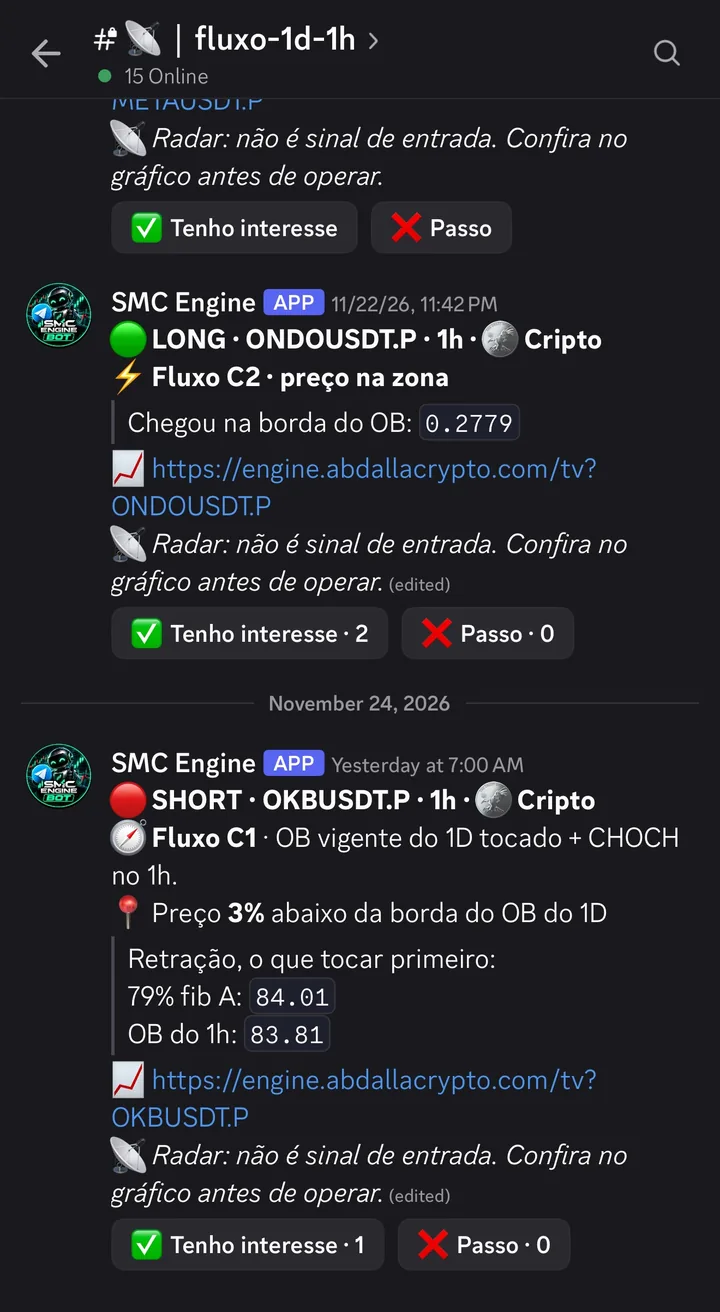 # | fluxo-1d-1h >
15 Online
METAUSDT.P
Radar: não é sinal de entrada. Confira no
gráfico antes de operar.
✅ Tenho interesse ❌ Passo
SMC Engine APP 11/22/26, 11:42 PM
🟢 LONG · ONDOUSDT.P · 1h · Cripto
⚡ Fluxo C2 · preço na zona
Chegou na borda do OB: 0.2779
📈 https://engine.abdallacrypto.com/tv?
ONDOUSDT.P
📡 Radar: não é sinal de entrada. Confira no
gráfico antes de operar. (edited)
✅ Tenho interesse · 2 ❌ Passo · 0
November 24, 2026
SMC Engine APP Yesterday at 7:00 AM
🔴 SHORT · OKBUSDT.P · 1h · Cripto
🧭 Fluxo C1 · OB vigente do 1D tocado + CHOCH
no 1h.
📍 Preço 3% abaixo da borda do OB do 1D
Retração, o que tocar primeiro:
79% fib A: 84.01
OB do 1h: 83.81
📈 https://engine.abdallacrypto.com/tv?
OKBUSDT.P
📡 Radar: não é sinal de entrada. Confira no
gráfico antes de operar. (edited)
✅ Tenho interesse · 1 ❌ Passo · 0
SMC
ENGINE
BOT
SMC
ENGINE
BOT